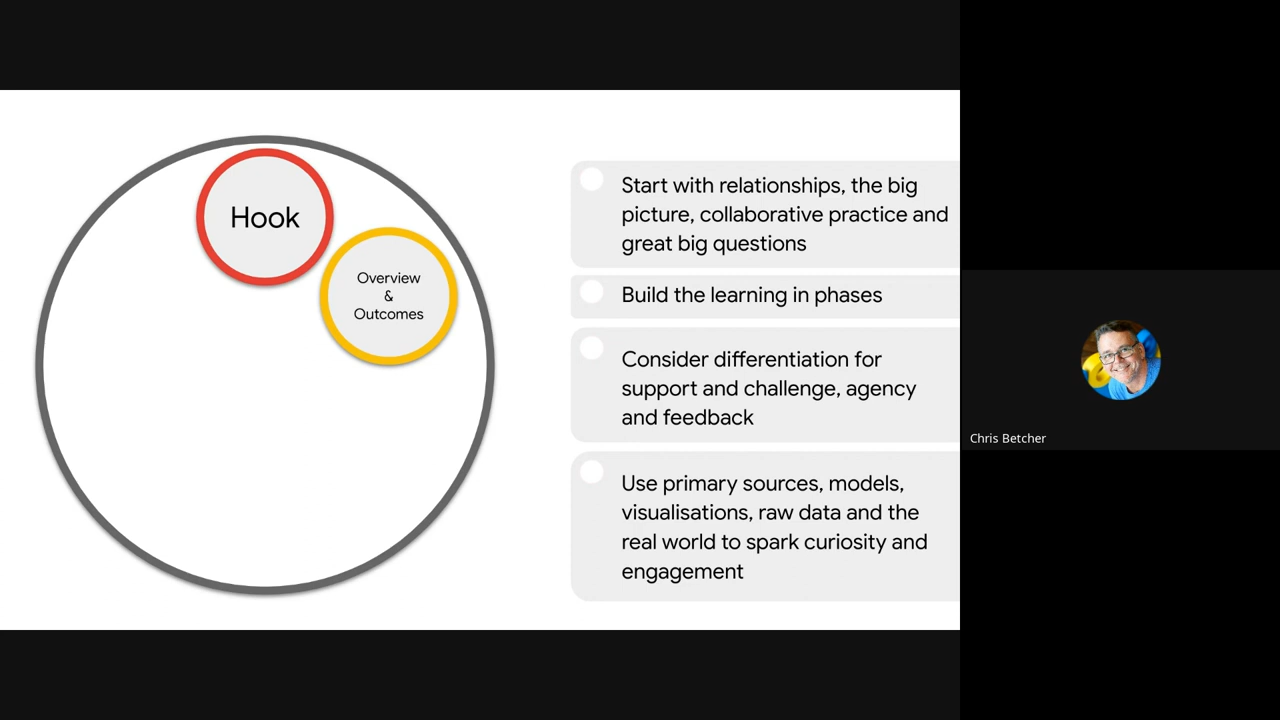 Hook
Overview
&
Outcomes
Start with relationships, the big
picture, collaborative practice and
great big questions
Build the learning in phases
Consider differentiation for
support and challenge, agency
and feedback
Use primary sources, models,
visualisations, raw data and the
real world to spark curiosity and
engagement
Chris Betcher